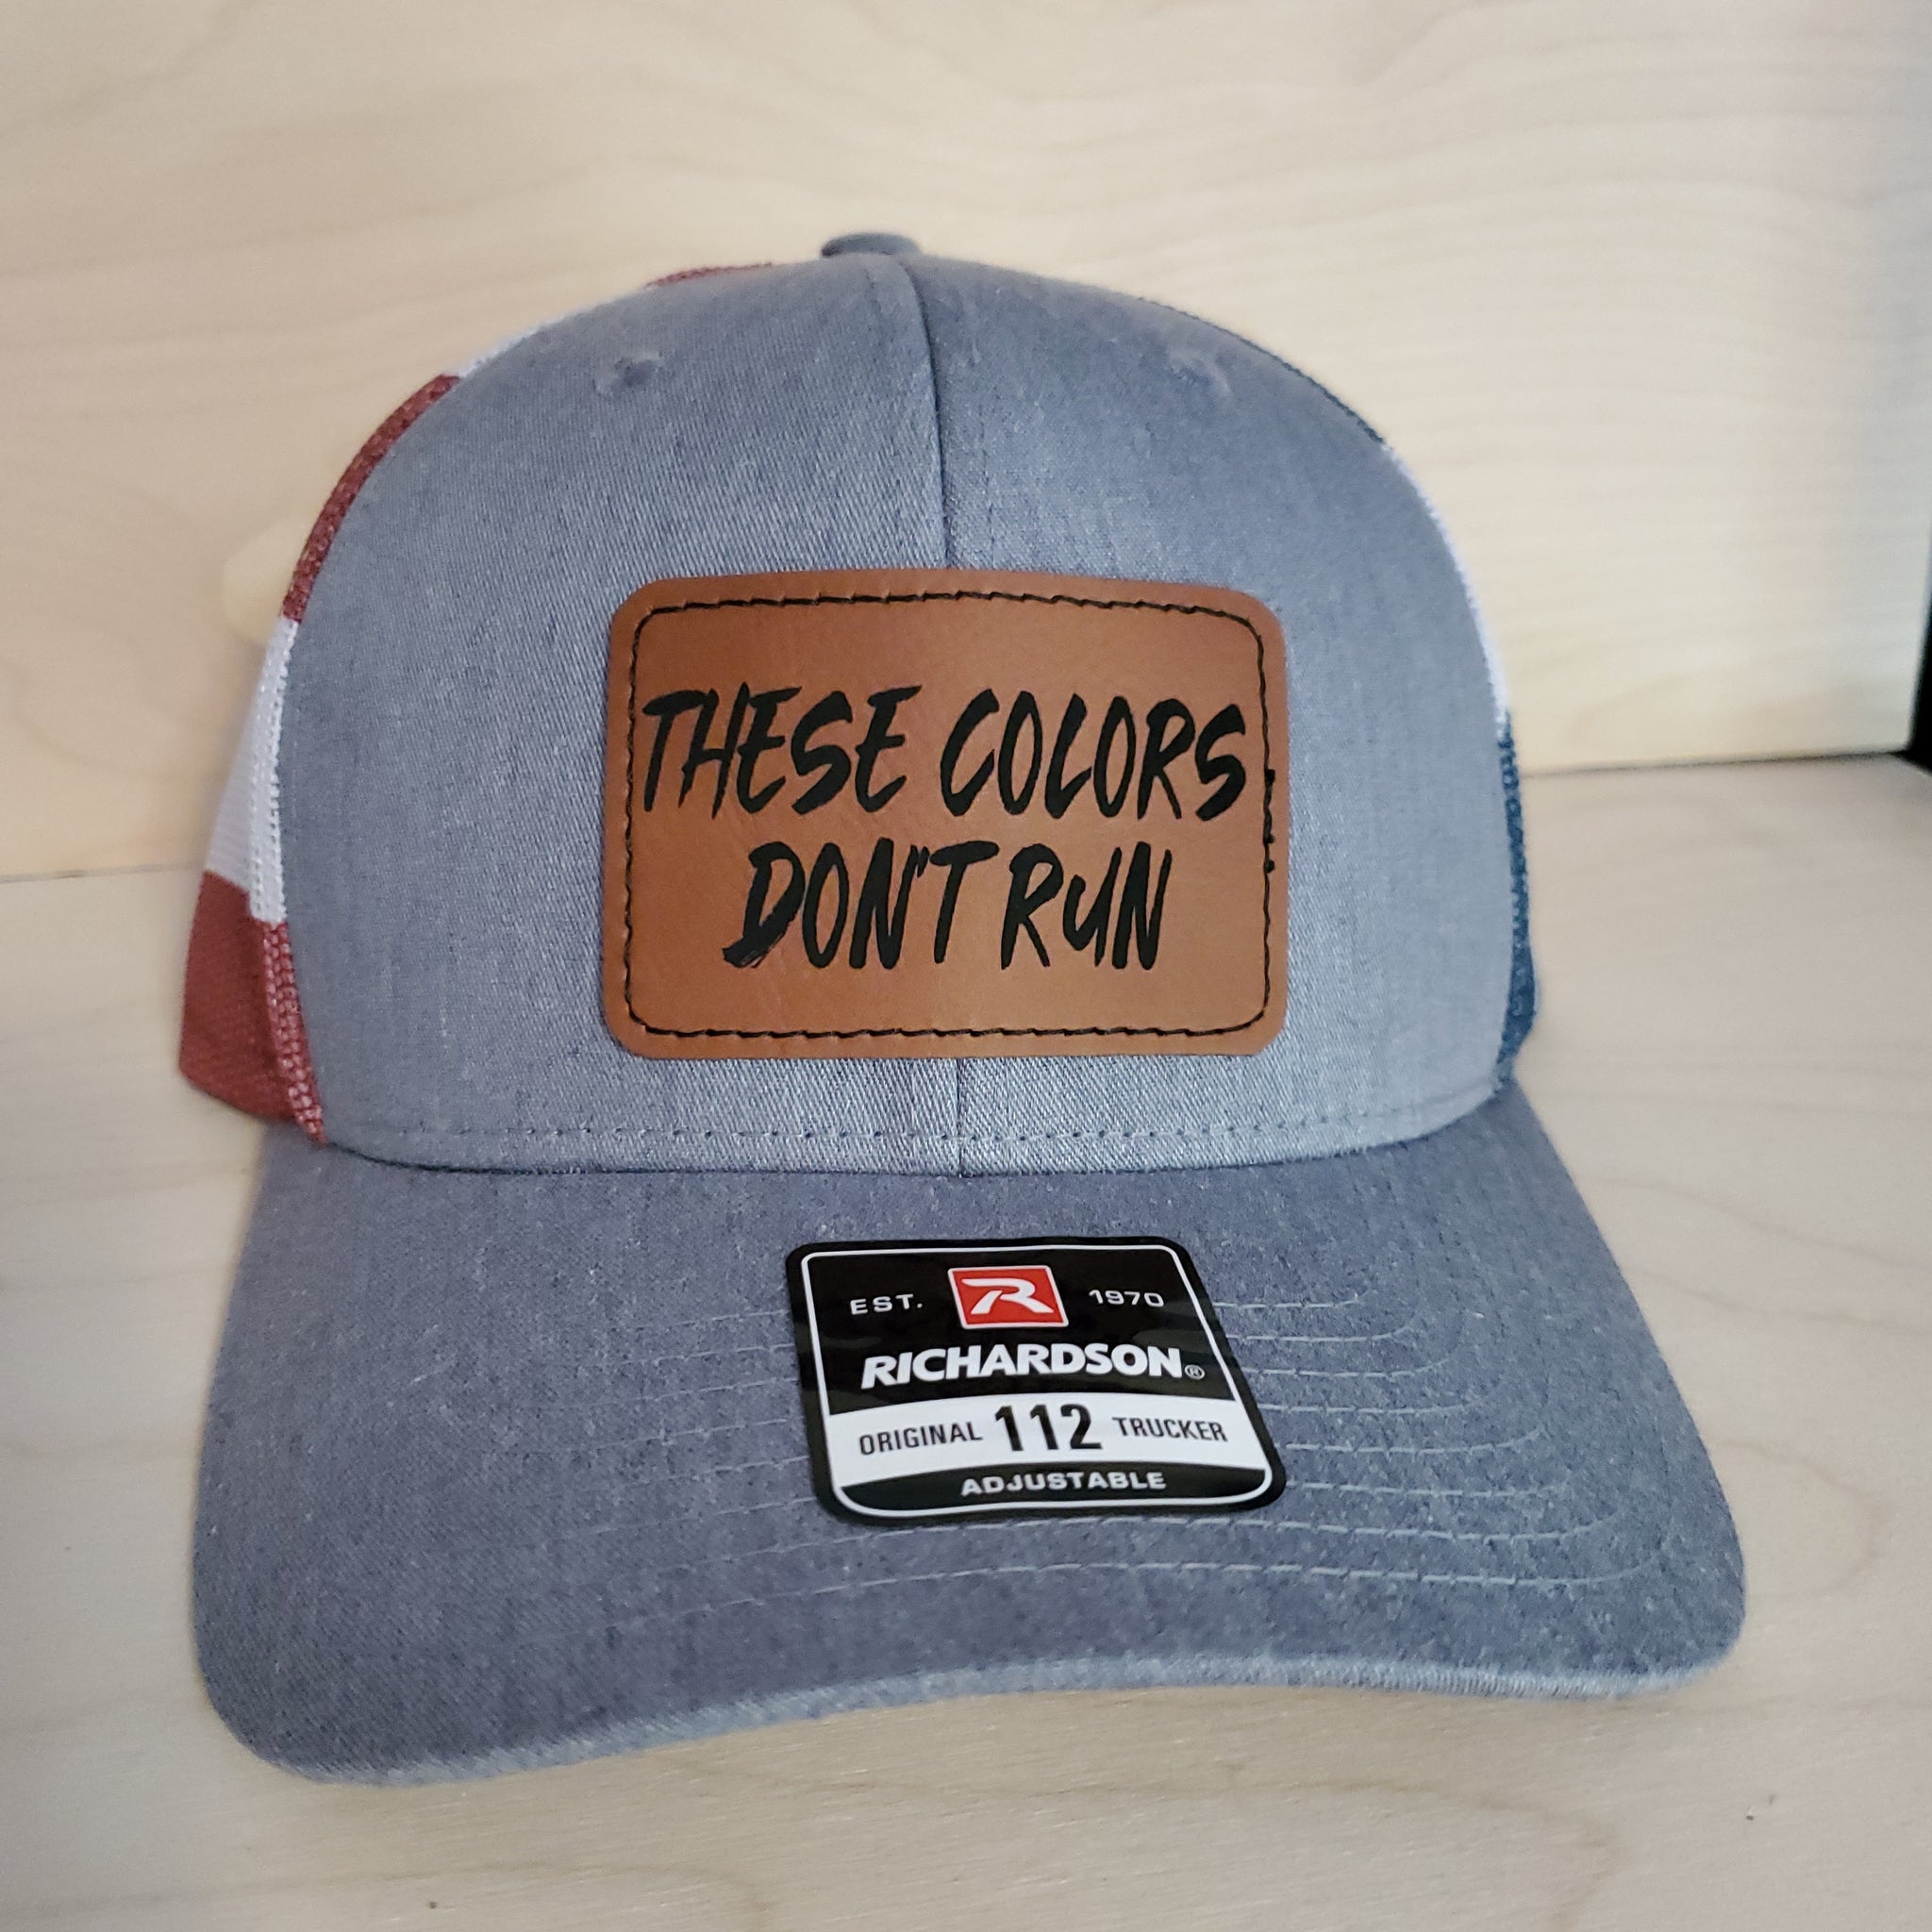 THESE COLORS
DON'T RUN
EST. R 1970
RICHARDSON®
ORIGINAL 112 TRUCKER
ADJUSTABLE